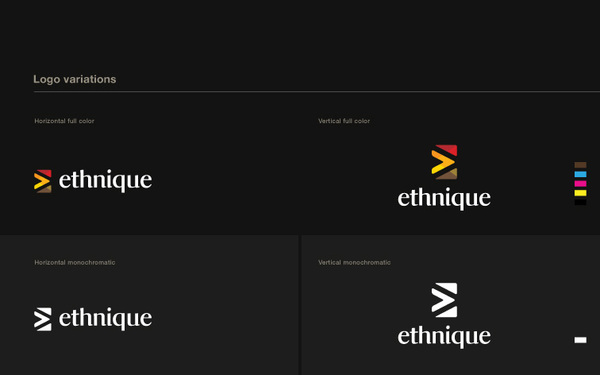 Logo variations
Horizontal full color
Vertical full color
ethnique
ethnique
Horizontal monochromatic
Vertical monochromatic
ethnique
ethnique